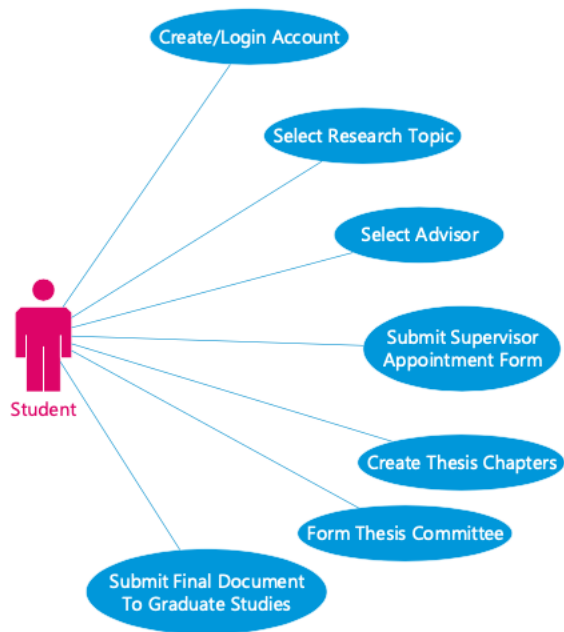 Create/Login Account
Select Research Topic
Select Advisor
Submit Supervisor
Appointment Form
Student
Create Thesis Chapters
Form Thesis Committee
Submit Final Document
To Graduate Studies